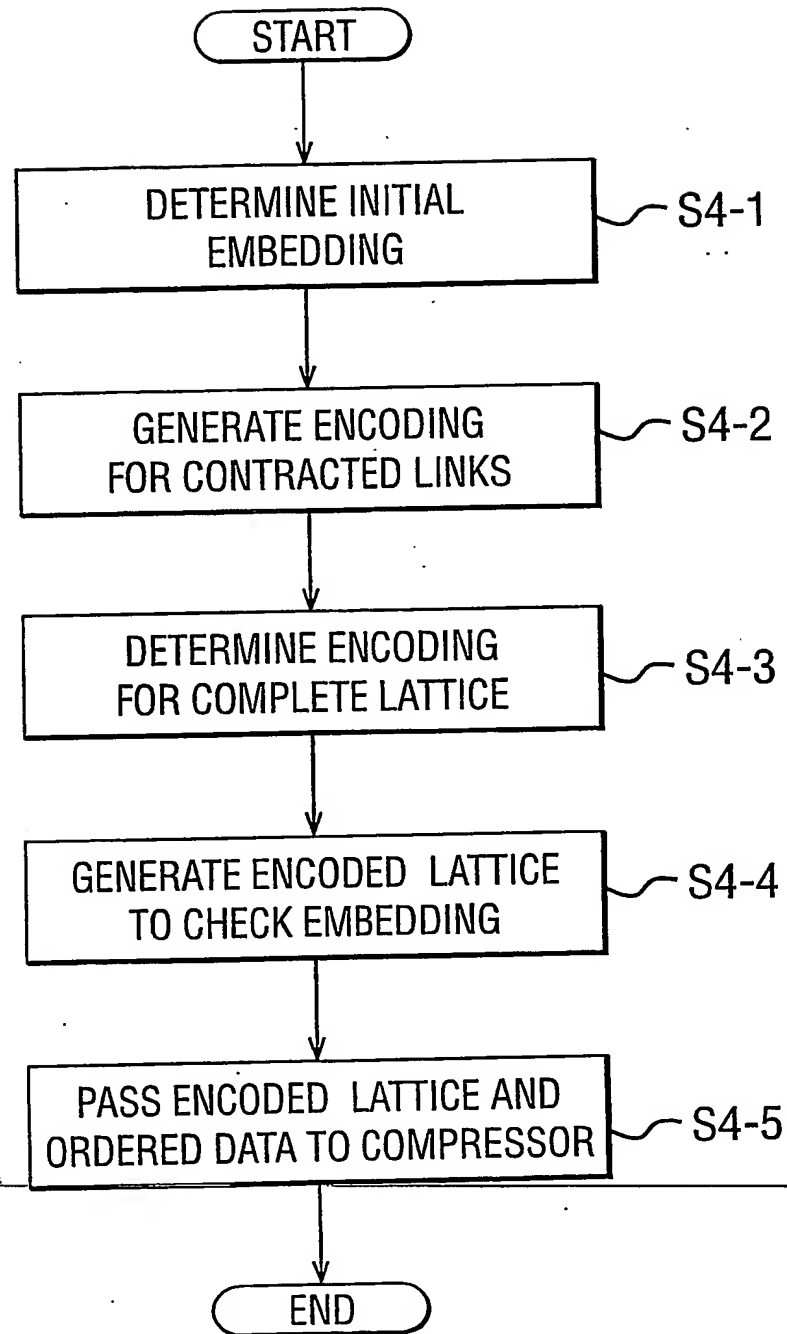 START
DETERMINE INITIAL
EMBEDDING
S4-1
GENERATE ENCODING
FOR CONTRACTED LINKS
S4-2
DETERMINE ENCODING
FOR COMPLETE LATTICE
S4-3
GENERATE ENCODED LATTICE
TO CHECK EMBEDDING
S4-4
PASS ENCODED LATTICE AND
ORDERED DATA TO COMPRESSOR
S4-5
END